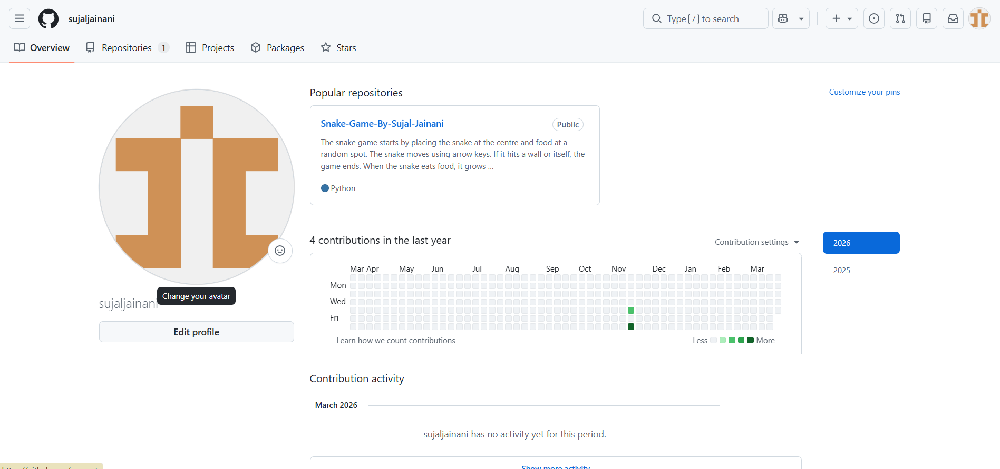 sujaljainani
Type / to search
Overview
Repositories 1
Projects
Packages
Stars
Change your avatar
sujaljainani
Edit profile
Popular repositories
Customize your pins
Snake-Game-By-Sujal-Jainani
Public
The snake game starts by placing the snake at the centre and food at a
random spot. The snake moves using arrow keys. If it hits a wall or itself, the
game ends. When the snake eats food, it grows ...
Python
4 contributions in the last year
Contribution settings
2026
2025
Mar Apr May Jun Jul Aug Sep Oct Nov Dec Jan Feb Mar
Mon
Wed
Fri
Learn how we count contributions
Less
More
Contribution activity
March 2026
sujaljainani has no activity yet for this period.
Show more activity